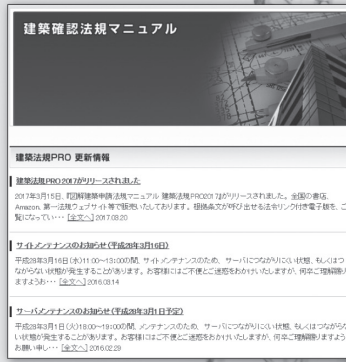 建築確認法規マニュアル
建築法規PRO 更新情報
建築法規PRO2017がリリースされました
2017年3月15日、『図解建築申請法規マニュアル 建築法規PRO2017』がリリースされました。全国の書店、
Amazon、第一法規ウェブサイト等で販売いたしております。根拠条文が呼び出せる法令リンク付き電子版を、ご
覧になってい・・・ [全文へ] 2017.03.20
サイトメンテナンスのお知らせ（平成28年3月16日）
平成28年3月16日（水）11:00～13:00の間、サイトメンテナンスのため、サーバにつながりにくい状態、もしくはつ
ながらない状態が発生することがあります。お客様にはご不便とご迷惑をおかけいたしますが、何卒ご理解賜り
ますようお・・・ [全文へ] 2016.03.14
サーバメンテナンスのお知らせ（平成28年3月1日予定）
平成28年3月1日（火）18:00～19:00の間、メンテナンスのため、サーバにつながりにくい状態、もしくはつながらな
い状態が発生することがあります。お客様にはご不便とご迷惑をおかけいたしますが、何卒ご理解賜りますよう
お願い申し・・・ [全文へ] 2016.02.29